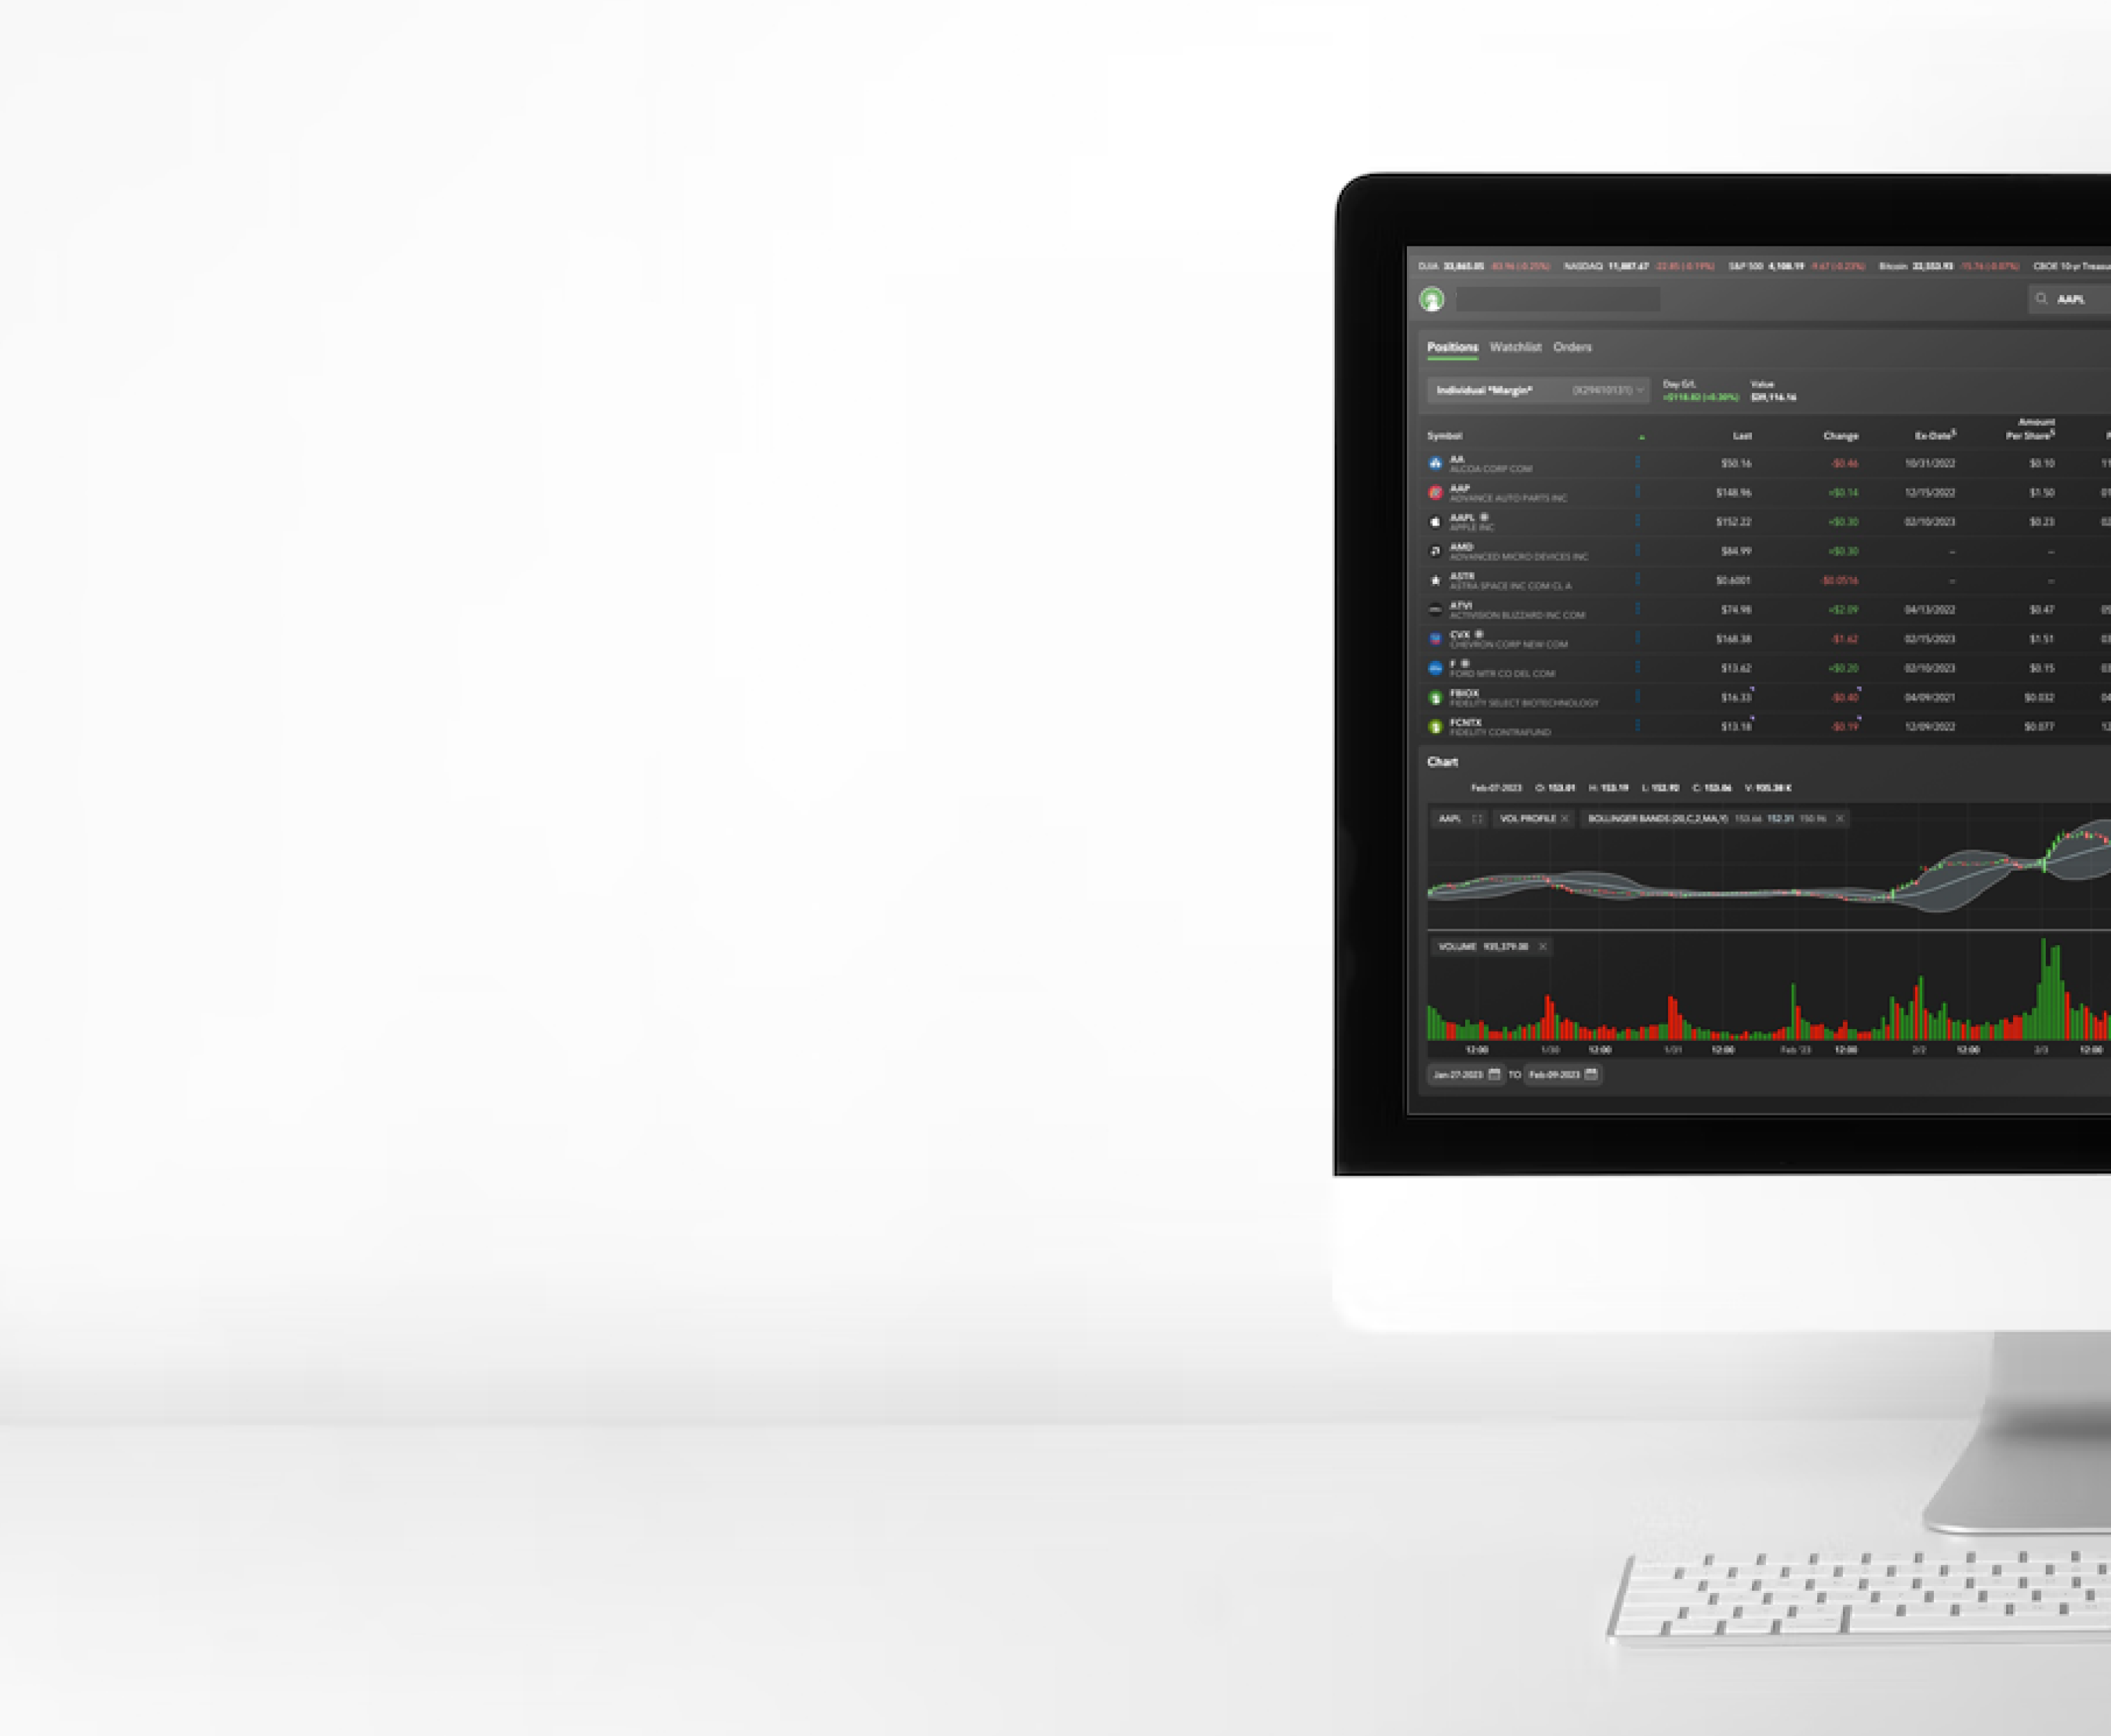 DJIA 33,865.05 -83.96 (-0.25%) NASDAQ 11,887.47 -22.85 (-0.19%) S&P 500 4,108.19 -9.67 (-0.23%) Bitcoin -15.76 (-0.07%) CBOE 10-yr
AAPL
Positions Watchlist Orders
Individual *Margin*
Day G/L Value
+$118.82 (+0.30%) $39,116.16
Amount
Symbol Last Change Ex-Date Per Share
AA $50.16 -$0.46 10/31/2022 $0.10
ALCOA CORP COM
AAP $148.96 +$0.14 12/15/2022 $1.50
ADVANCE AUTO PARTS INC
AAPL $152.22 +$0.30 02/10/2023 $0.23
APPLE INC
AMD $84.99 +$0.30 -- --
ADVANCED MICRO DEVICES INC
ASTR $0.6001 -$0.0516 -- --
ASTRA SPACE INC COM CL A
ATVI $74.98 +$2.09 04/13/2022 $0.47
ACTIVISION BLIZZARD INC COM
CVX $168.38 -$1.62 02/15/2023 $1.51
CHEVRON CORP NEW COM
F $13.62 +$0.20 02/10/2023 $0.15
FORD MTR CO DEL COM
FBIOX $16.33 -$0.40 04/09/2021 $0.032
FIDELITY SELECT BIOTECHNOLOGY
FCNTX $13.18 -$0.19 12/09/2022 $0.077
FIDELITY CONTRAFUND
Chart
Feb-07-2023 O: 153.01 H: 153.19 L: 152.92 C: 153.06 V: 935.38 K
AAPL VOL PROFILE X BOLLINGER BANDS (20,C,2,MA,Y) 153.66 152.31 150.96 X
VOLUME 935,379.00 X
12:00 1/30 12:00 1/31 12:00 Feb '23 12:00 2/2 12:00 2/3 12:00
Jan-27-2023 TO Feb-09-2023